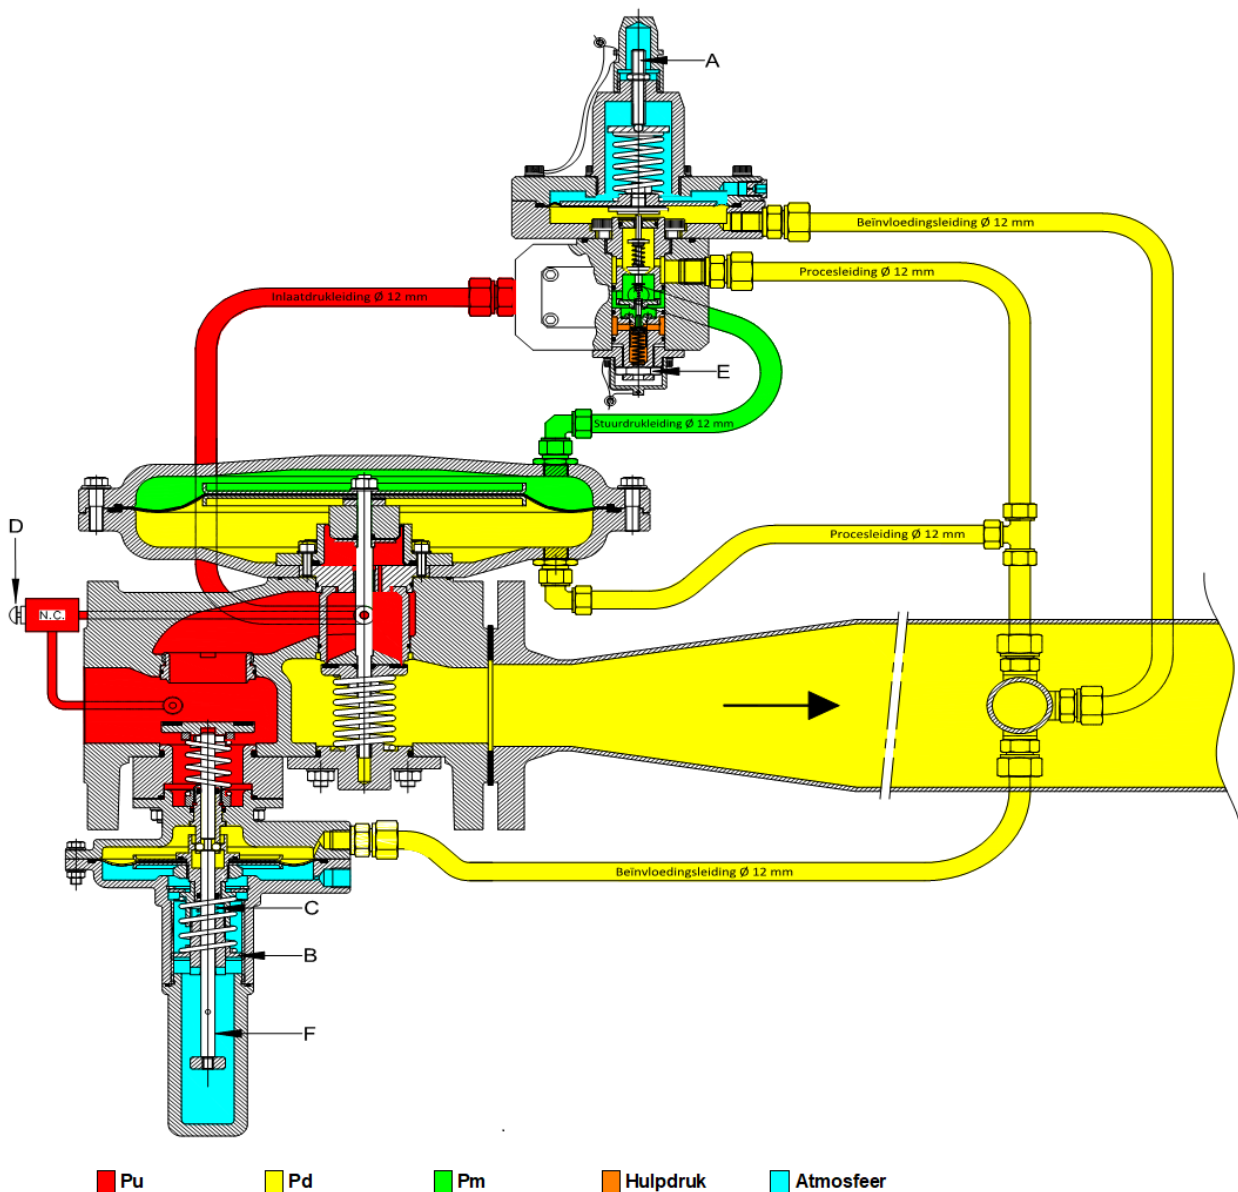 A
Beïnvloedingsleiding Ø 12 mm
Procesleiding Ø 12 mm
Inlaatdrukleiding Ø 12 mm
E
Stuurdrukleiding Ø 12 mm
D
Procesleiding Ø 12 mm
N.C.
Beïnvloedingsleiding Ø 12 mm
C
B
F
Pu
Pd
Pm
Hulpdruk
Atmosfeer